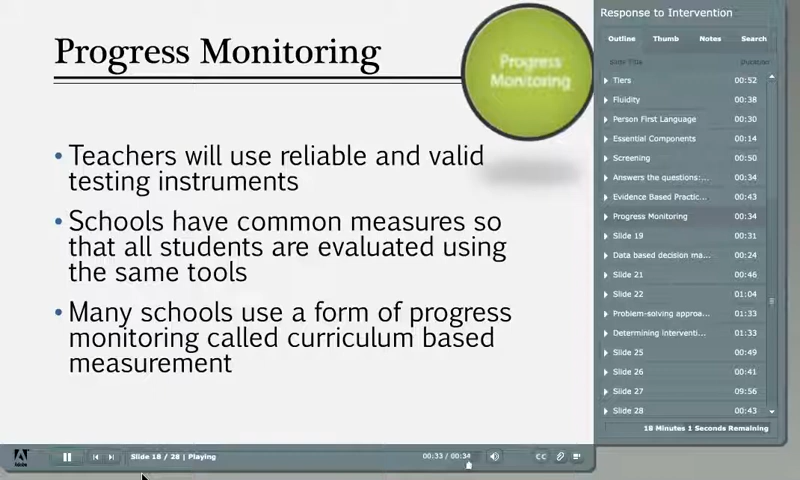 Progress Monitoring
Progress
Monitoring
• Teachers will use reliable and valid
testing instruments
• Schools have common measures so
that all students are evaluated using
the same tools
• Many schools use a form of progress
monitoring called curriculum based
measurement
Response to Intervention
Outline Thumb Notes Search
Slide Title Duration
Tiers 00:52
Fluidity 00:38
Person First Language 00:30
Essential Components 00:14
Screening 00:50
Answers the questions:... 00:34
Evidence Based Practic... 00:43
Progress Monitoring 00:34
Slide 19 00:31
Data based decision ma... 00:24
Slide 21 00:46
Slide 22 01:04
Problem-solving approa... 01:33
Determining interventi... 01:33
Slide 25 00:49
Slide 26 00:41
Slide 27 09:56
Slide 28 00:43
18 Minutes 1 Seconds Remaining
Adobe
Slide 18 / 28 | Playing 00:33 / 00:34 CC